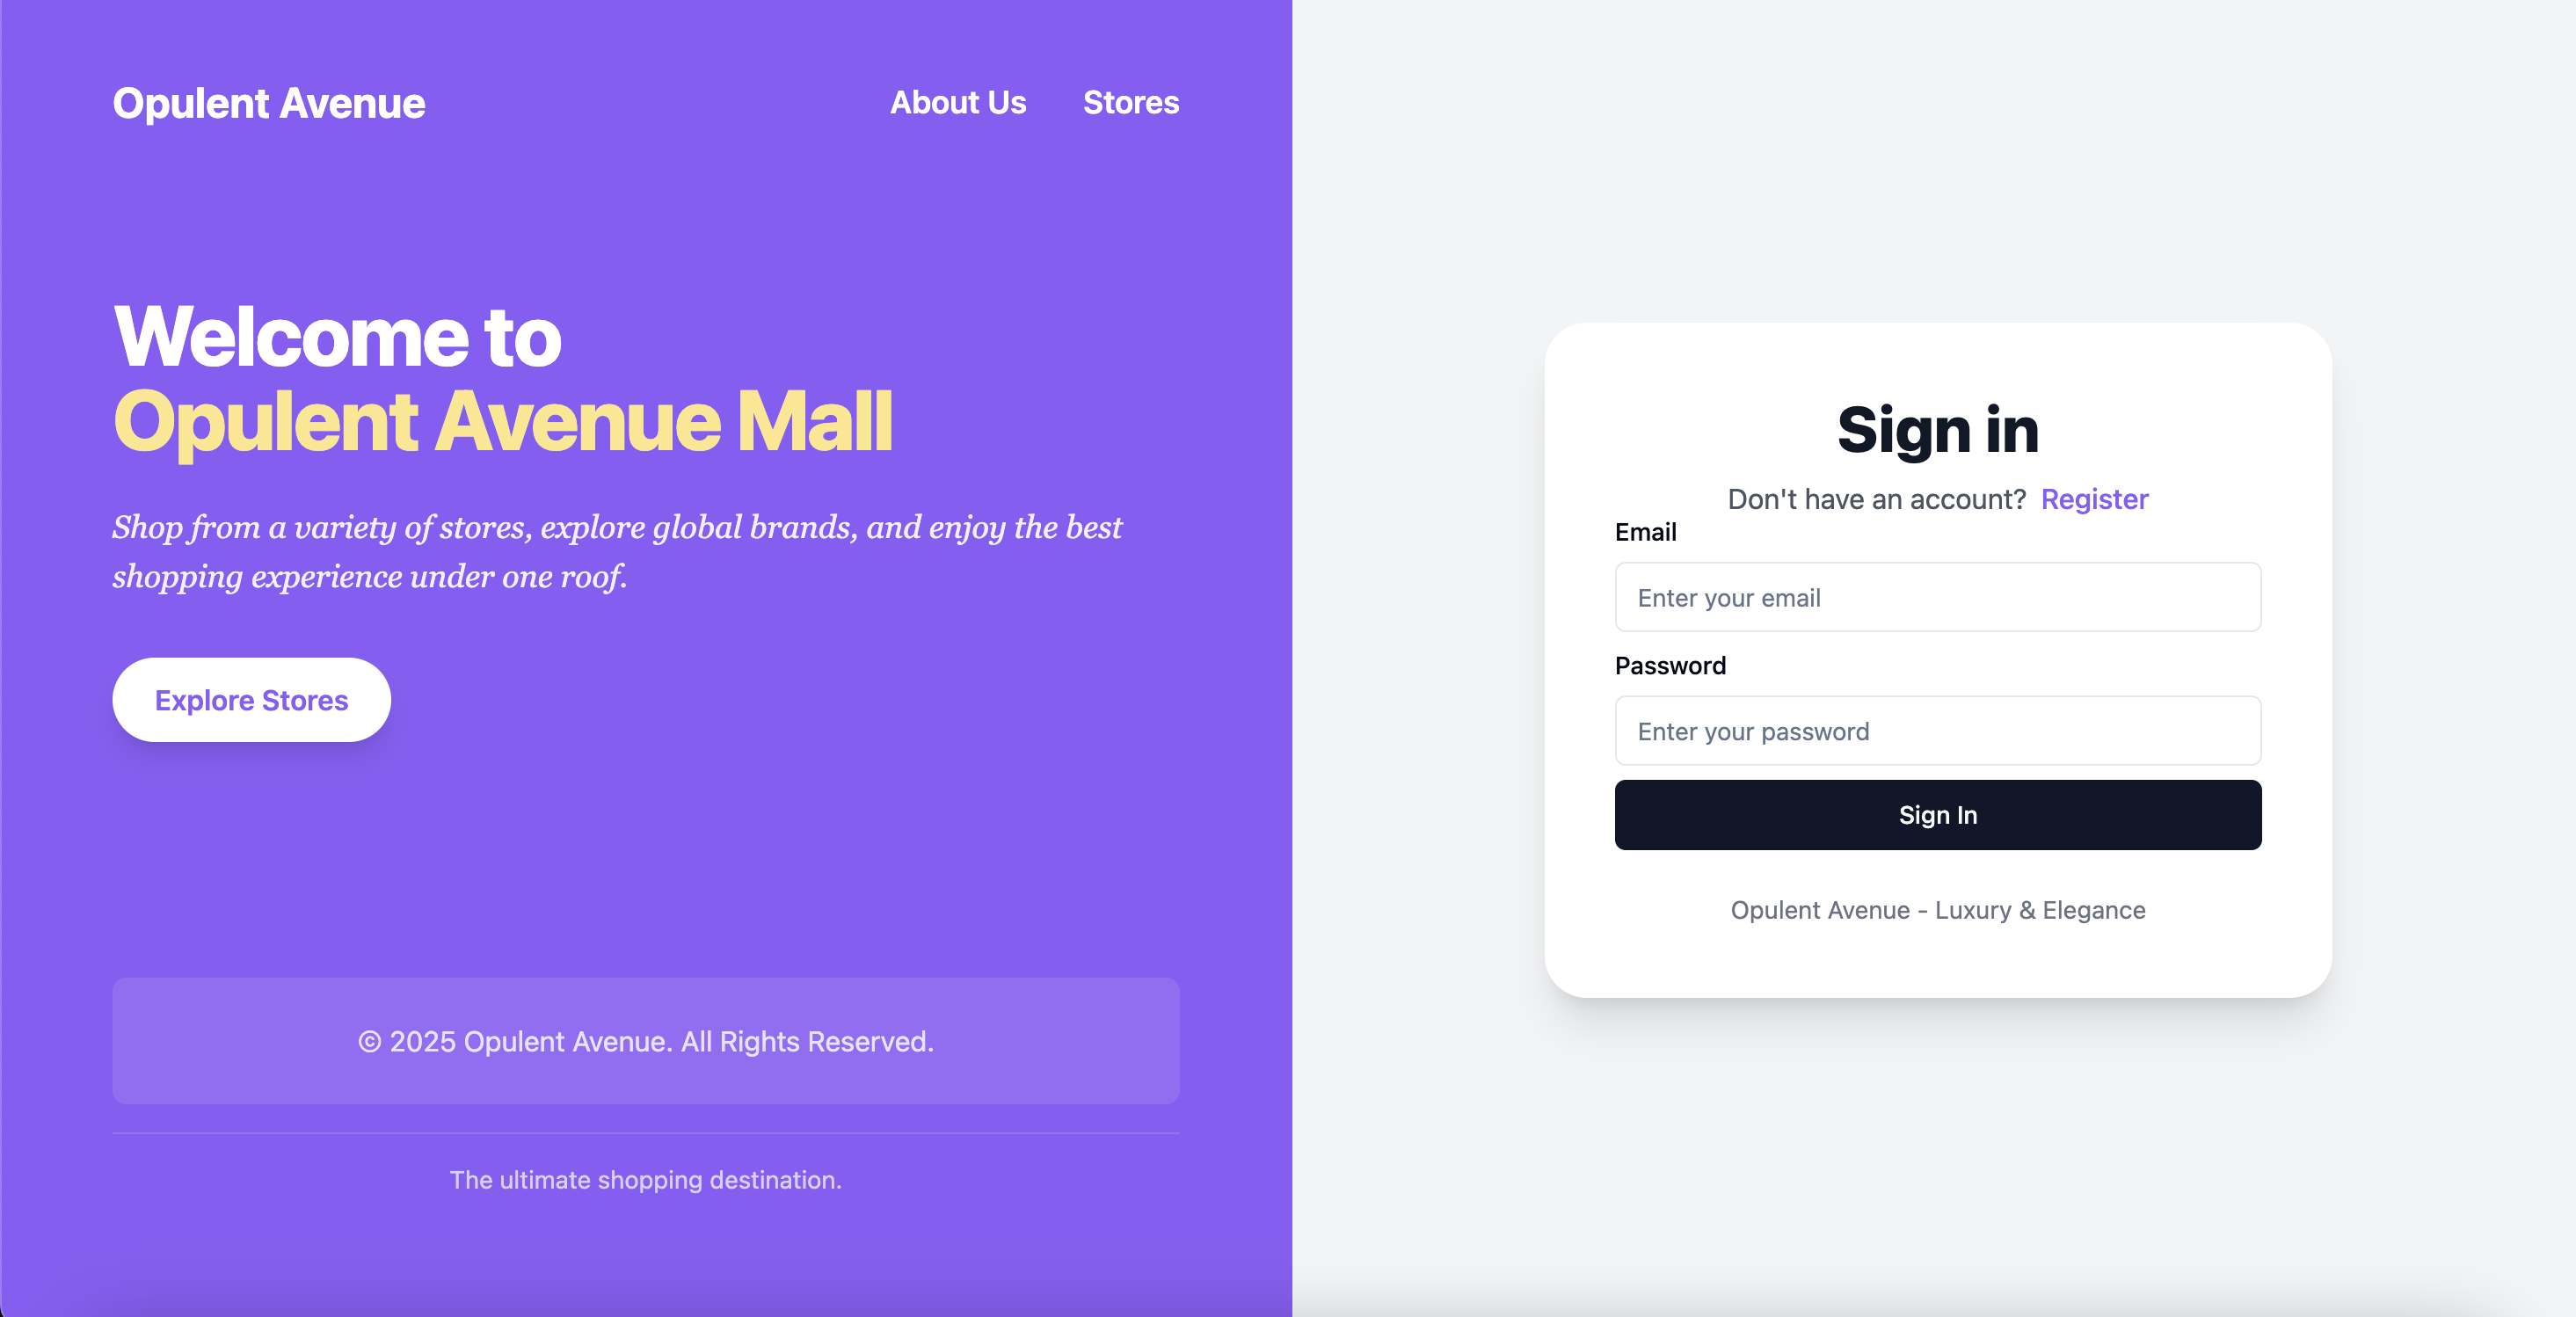 Opulent Avenue
About Us
Stores
Welcome to
Opulent Avenue Mall
Shop from a variety of stores, explore global brands, and enjoy the best
shopping experience under one roof.
Explore Stores
© 2025 Opulent Avenue. All Rights Reserved.
The ultimate shopping destination.
Sign in
Don't have an account? Register
Email
Enter your email
Password
Enter your password
Sign In
Opulent Avenue - Luxury & Elegance